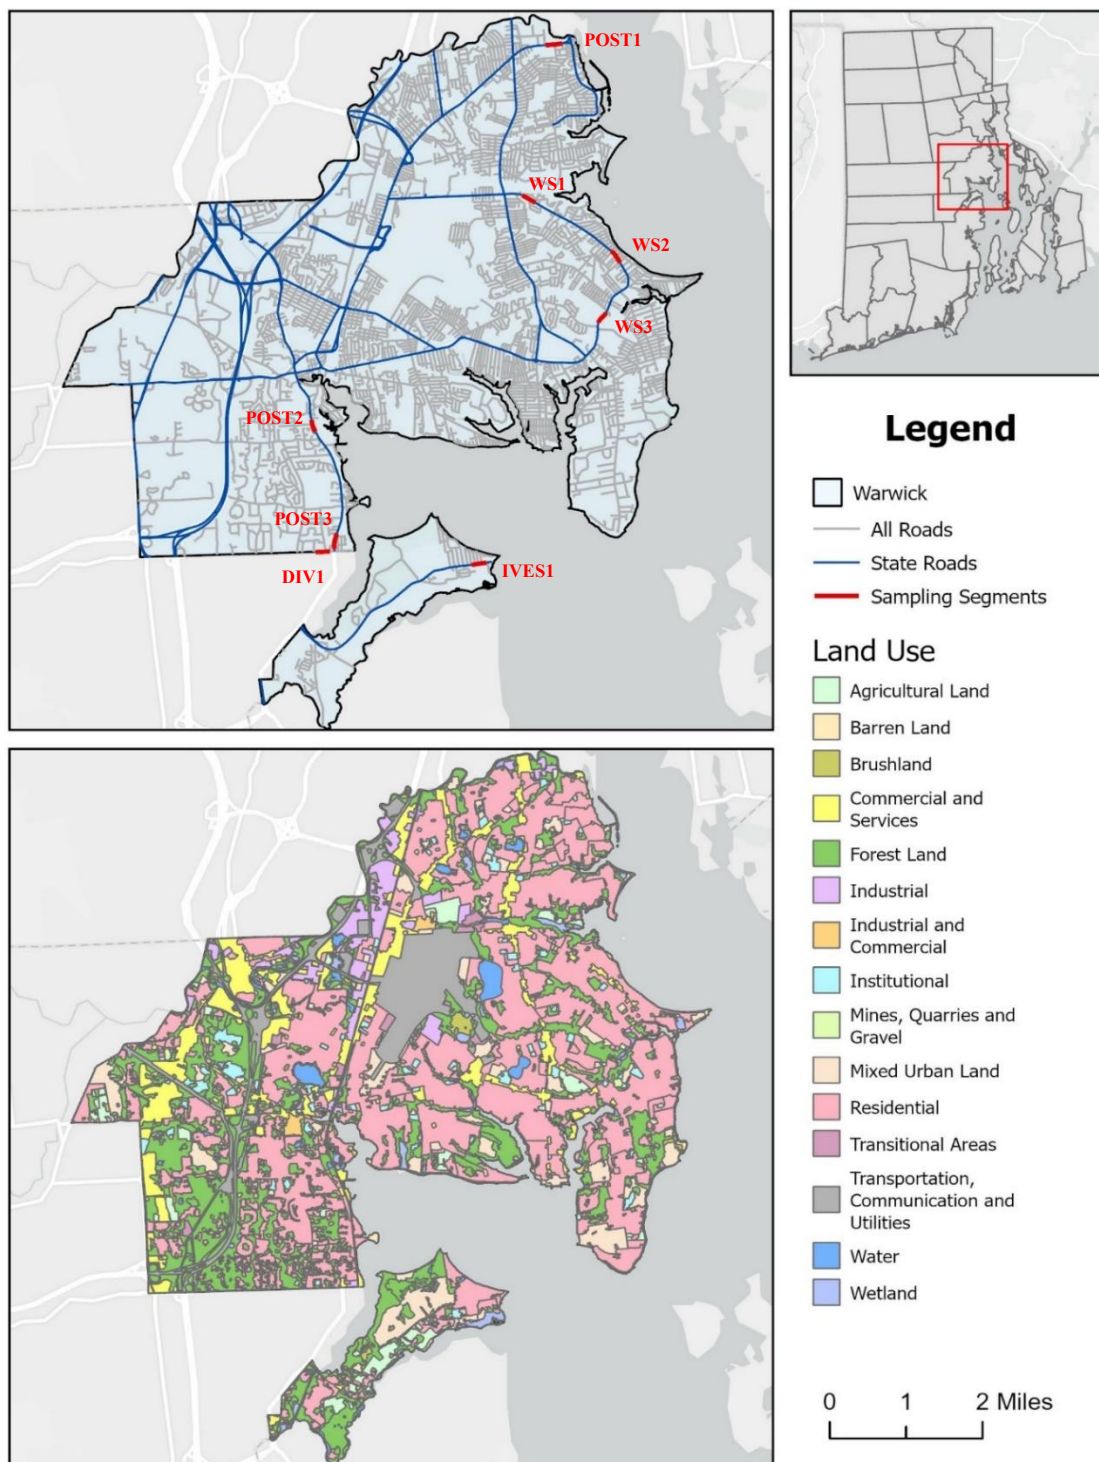 POST1
WS1
WS2
WS3
POST2
POST3
DIV1
IVES1
Legend
Warwick
All Roads
State Roads
Sampling Segments
Land Use
Agricultural Land
Barren Land
Brushland
Commercial and
Services
Forest Land
Industrial
Industrial and
Commercial
Institutional
Mines, Quarries and
Gravel
Mixed Urban Land
Residential
Transitional Areas
Transportation,
Communication and
Utilities
Water
Wetland
0 1 2 Miles